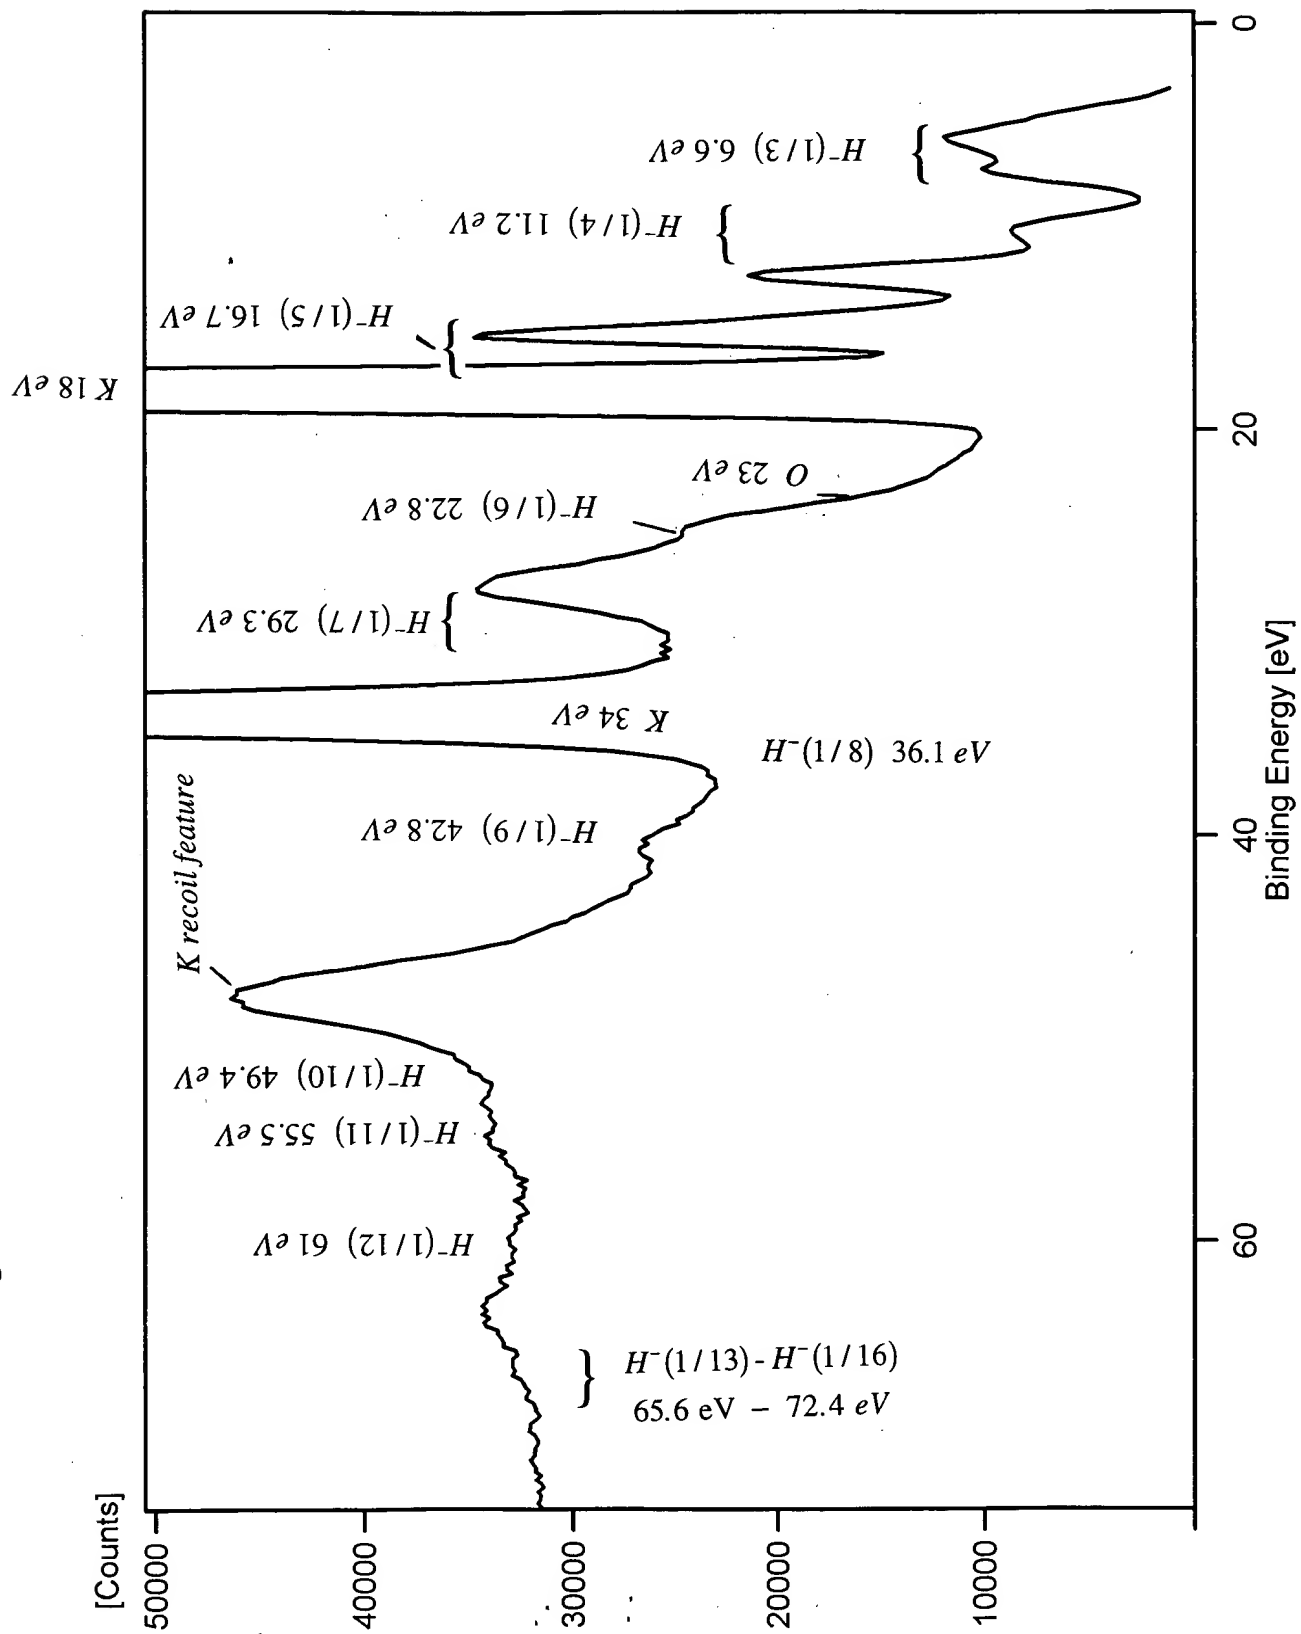 [Counts]
50000
40000
30000
20000
10000
0
20
40
60
Binding Energy [eV]
H⁻(1/3) 6.6 eV
H⁻(1/4) 11.2 eV
H⁻(1/5) 16.7 eV
K 18 eV
O 23 eV
H⁻(1/6) 22.8 eV
H⁻(1/7) 29.3 eV
K 34 eV
H⁻(1/8) 36.1 eV
H⁻(1/9) 42.8 eV
K recoil feature
H⁻(1/10) 49.4 eV
H⁻(1/11) 55.5 eV
H⁻(1/12) 61 eV
H⁻(1/13) - H⁻(1/16)
65.6 eV – 72.4 eV